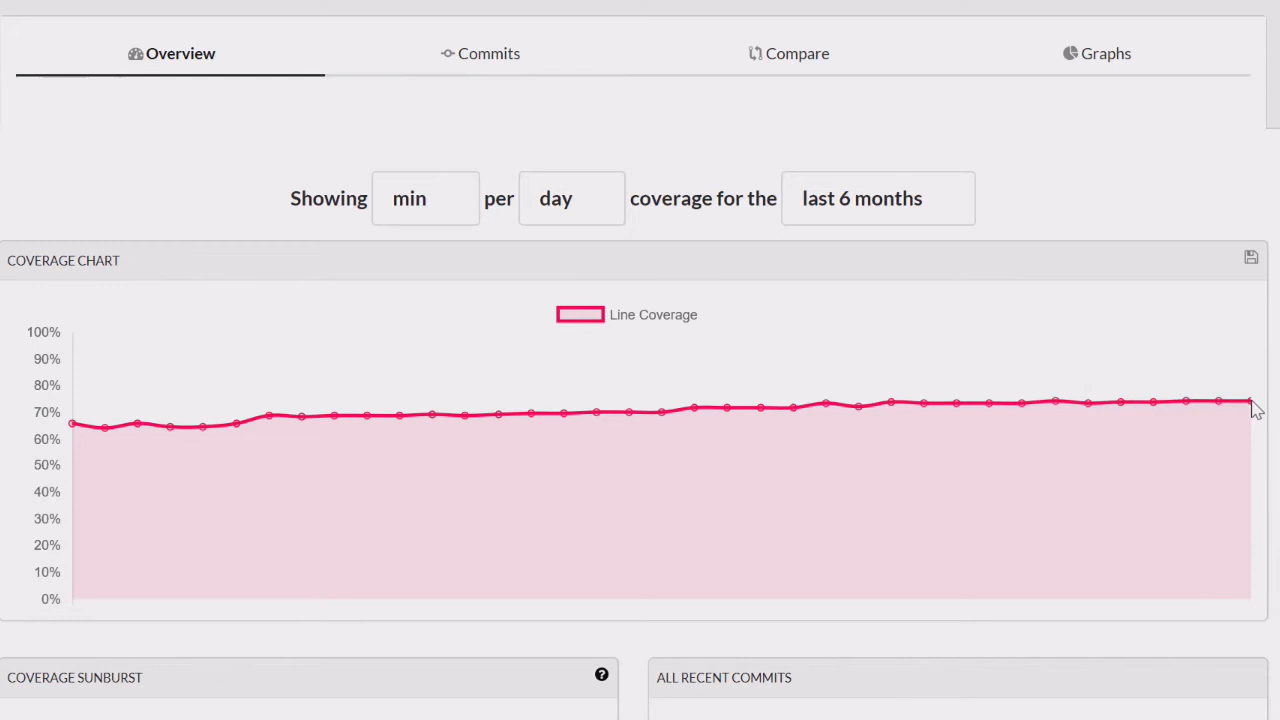 Overview Commits Compare Graphs
Showing min per day coverage for the last 6 months
COVERAGE CHART
Line Coverage
100%
90%
80%
70%
60%
50%
40%
30%
20%
10%
0%
COVERAGE SUNBURST ?
ALL RECENT COMMITS